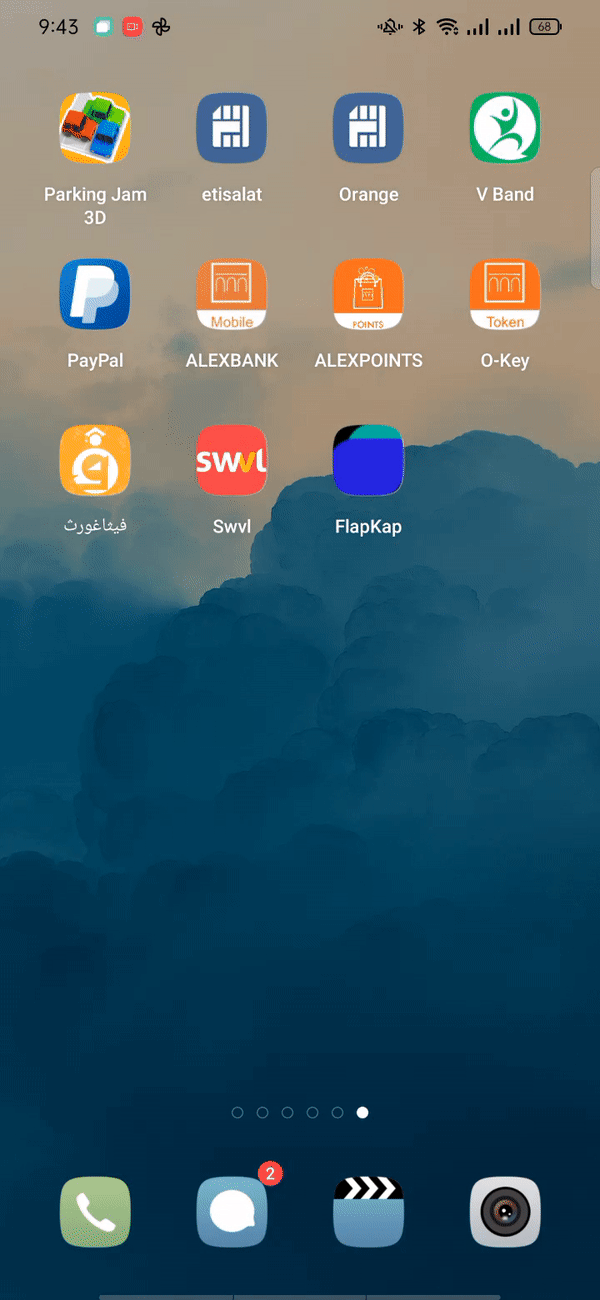 9:43
68
Parking Jam
3D
etisalat
Orange
V Band
PayPal
Mobile
ALEXBANK
POINTS
ALEXPOINTS
Token
O-Key
فيثاغورث
swvl
Swvl
FlapKap
2